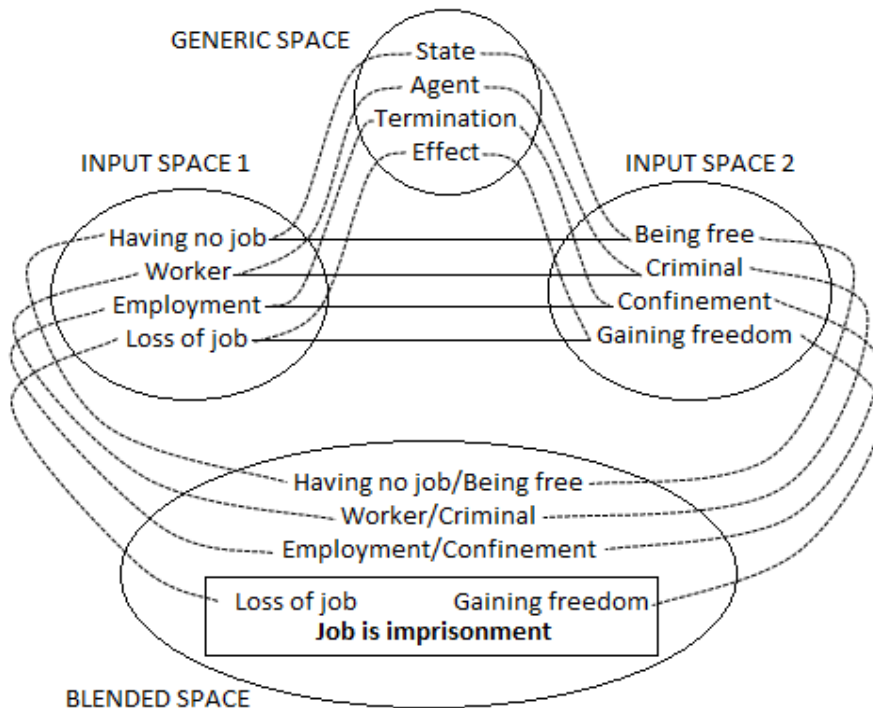 GENERIC SPACE
State
Agent
Termination
Effect
INPUT SPACE 1
INPUT SPACE 2
Having no job
Worker
Employment
Loss of job
Being free
Criminal
Confinement
Gaining freedom
Having no job/Being free
Worker/Criminal
Employment/Confinement
Loss of job Gaining freedom
Job is imprisonment
BLENDED SPACE